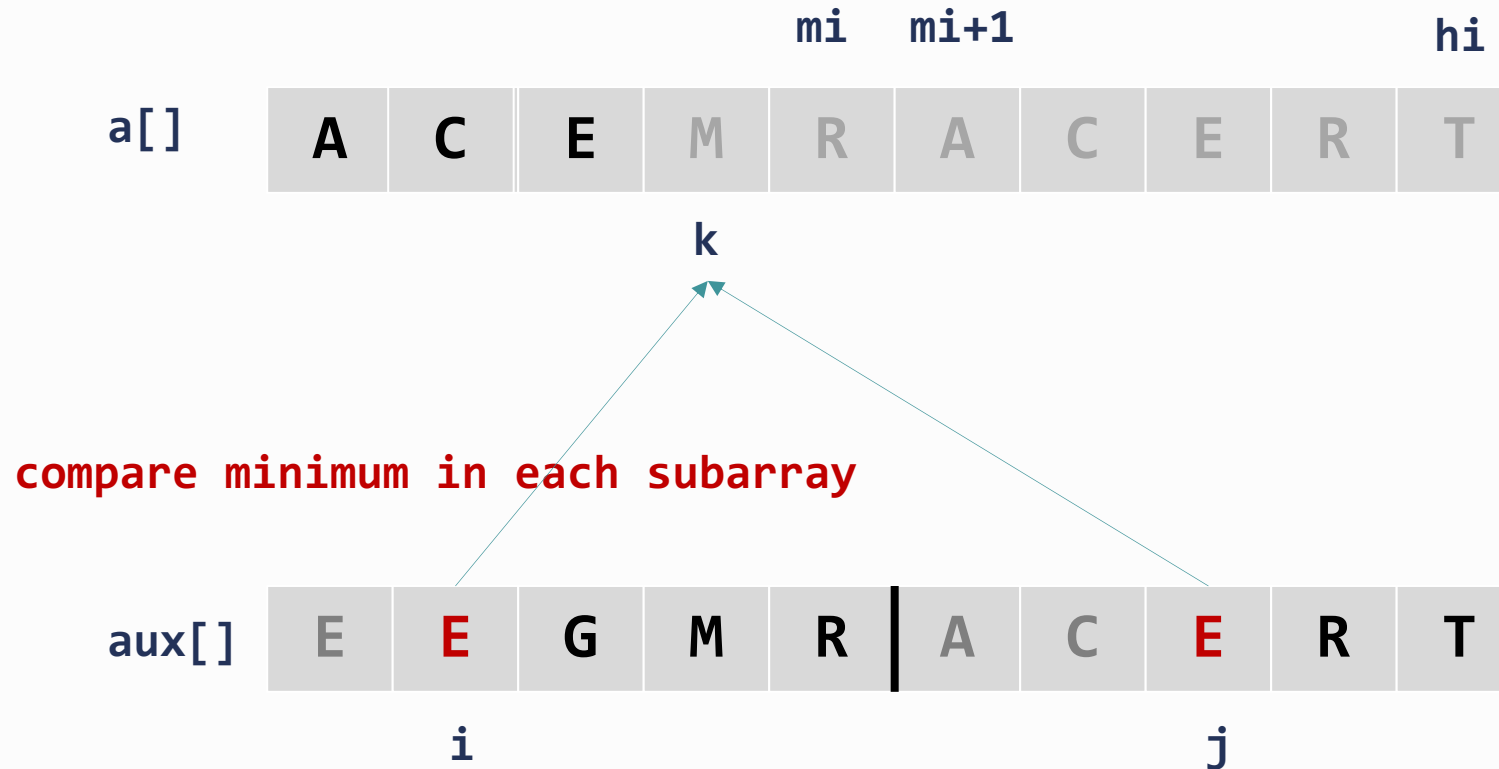 mi mi+1 hi
a[] A C E M R A C E R T
k
compare minimum in each subarray
aux[] E E G M R A C E R T
i j